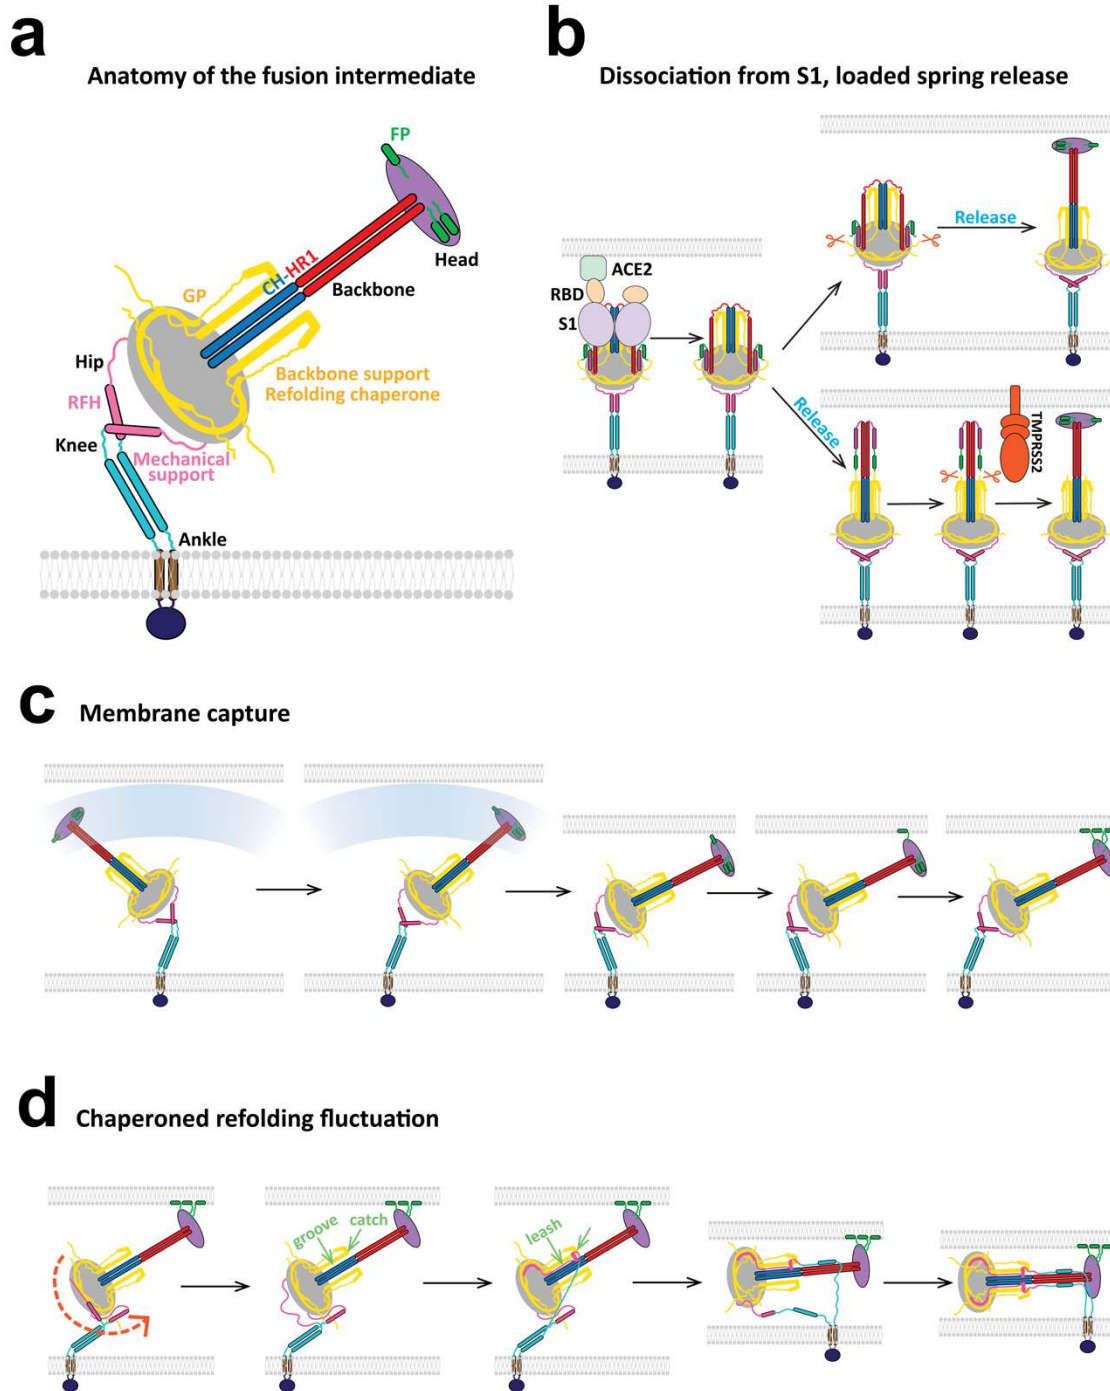 a
Anatomy of the fusion intermediate
FP
Head
CH-HR1
Backbone
GP
Hip
Backbone support
Refolding chaperone
RFH
Knee
Mechanical
support
Ankle
b
Dissociation from S1, loaded spring release
ACE2
RBD
S1
Release
Release
TMPRSS2
c
Membrane capture
d
Chaperoned refolding fluctuation
groove
catch
leash